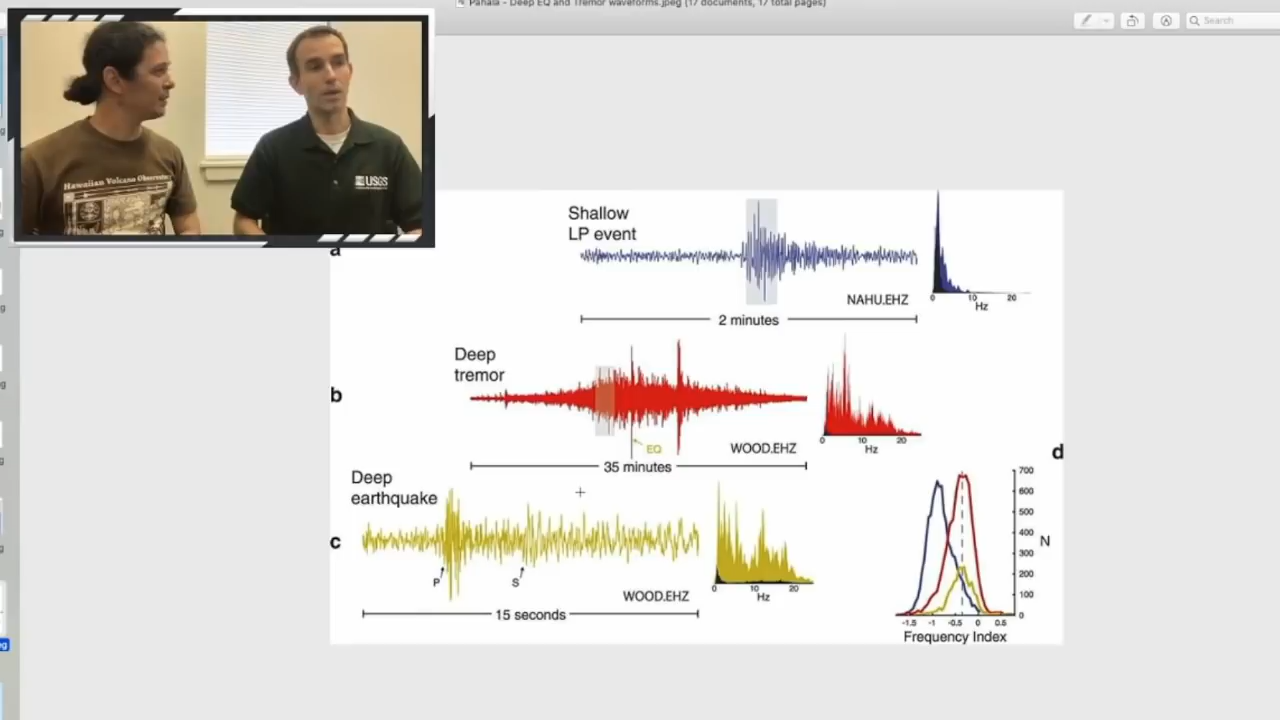 Pahala - Deep EQ and Tremor waveforms.jpeg (17 documents, 17 total pages)
Search
Hawaiian Volcano Observatory
USGS
a
Shallow
LP event
NAHU.EHZ
0 10 20
Hz
2 minutes
b
Deep
tremor
EQ
WOOD.EHZ
0 10 20
Hz
35 minutes
c
Deep
earthquake
P
S
WOOD.EHZ
0 10 20
Hz
15 seconds
d
700
600
500
400
300
200
100
0
N
-1.5 -1 -0.5 0 0.5
Frequency Index